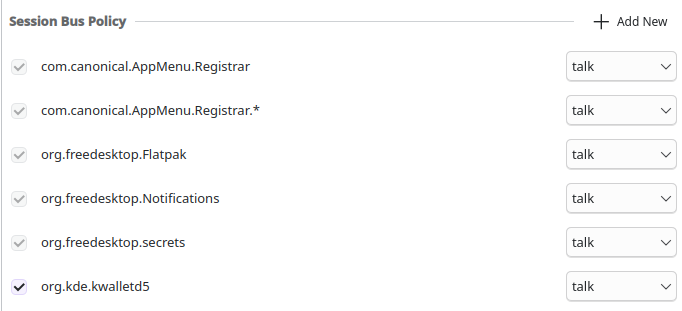 Session Bus Policy
Add New
com.canonical.AppMenu.Registrar talk
com.canonical.AppMenu.Registrar.* talk
org.freedesktop.Flatpak talk
org.freedesktop.Notifications talk
org.freedesktop.secrets talk
org.kde.kwalletd5 talk